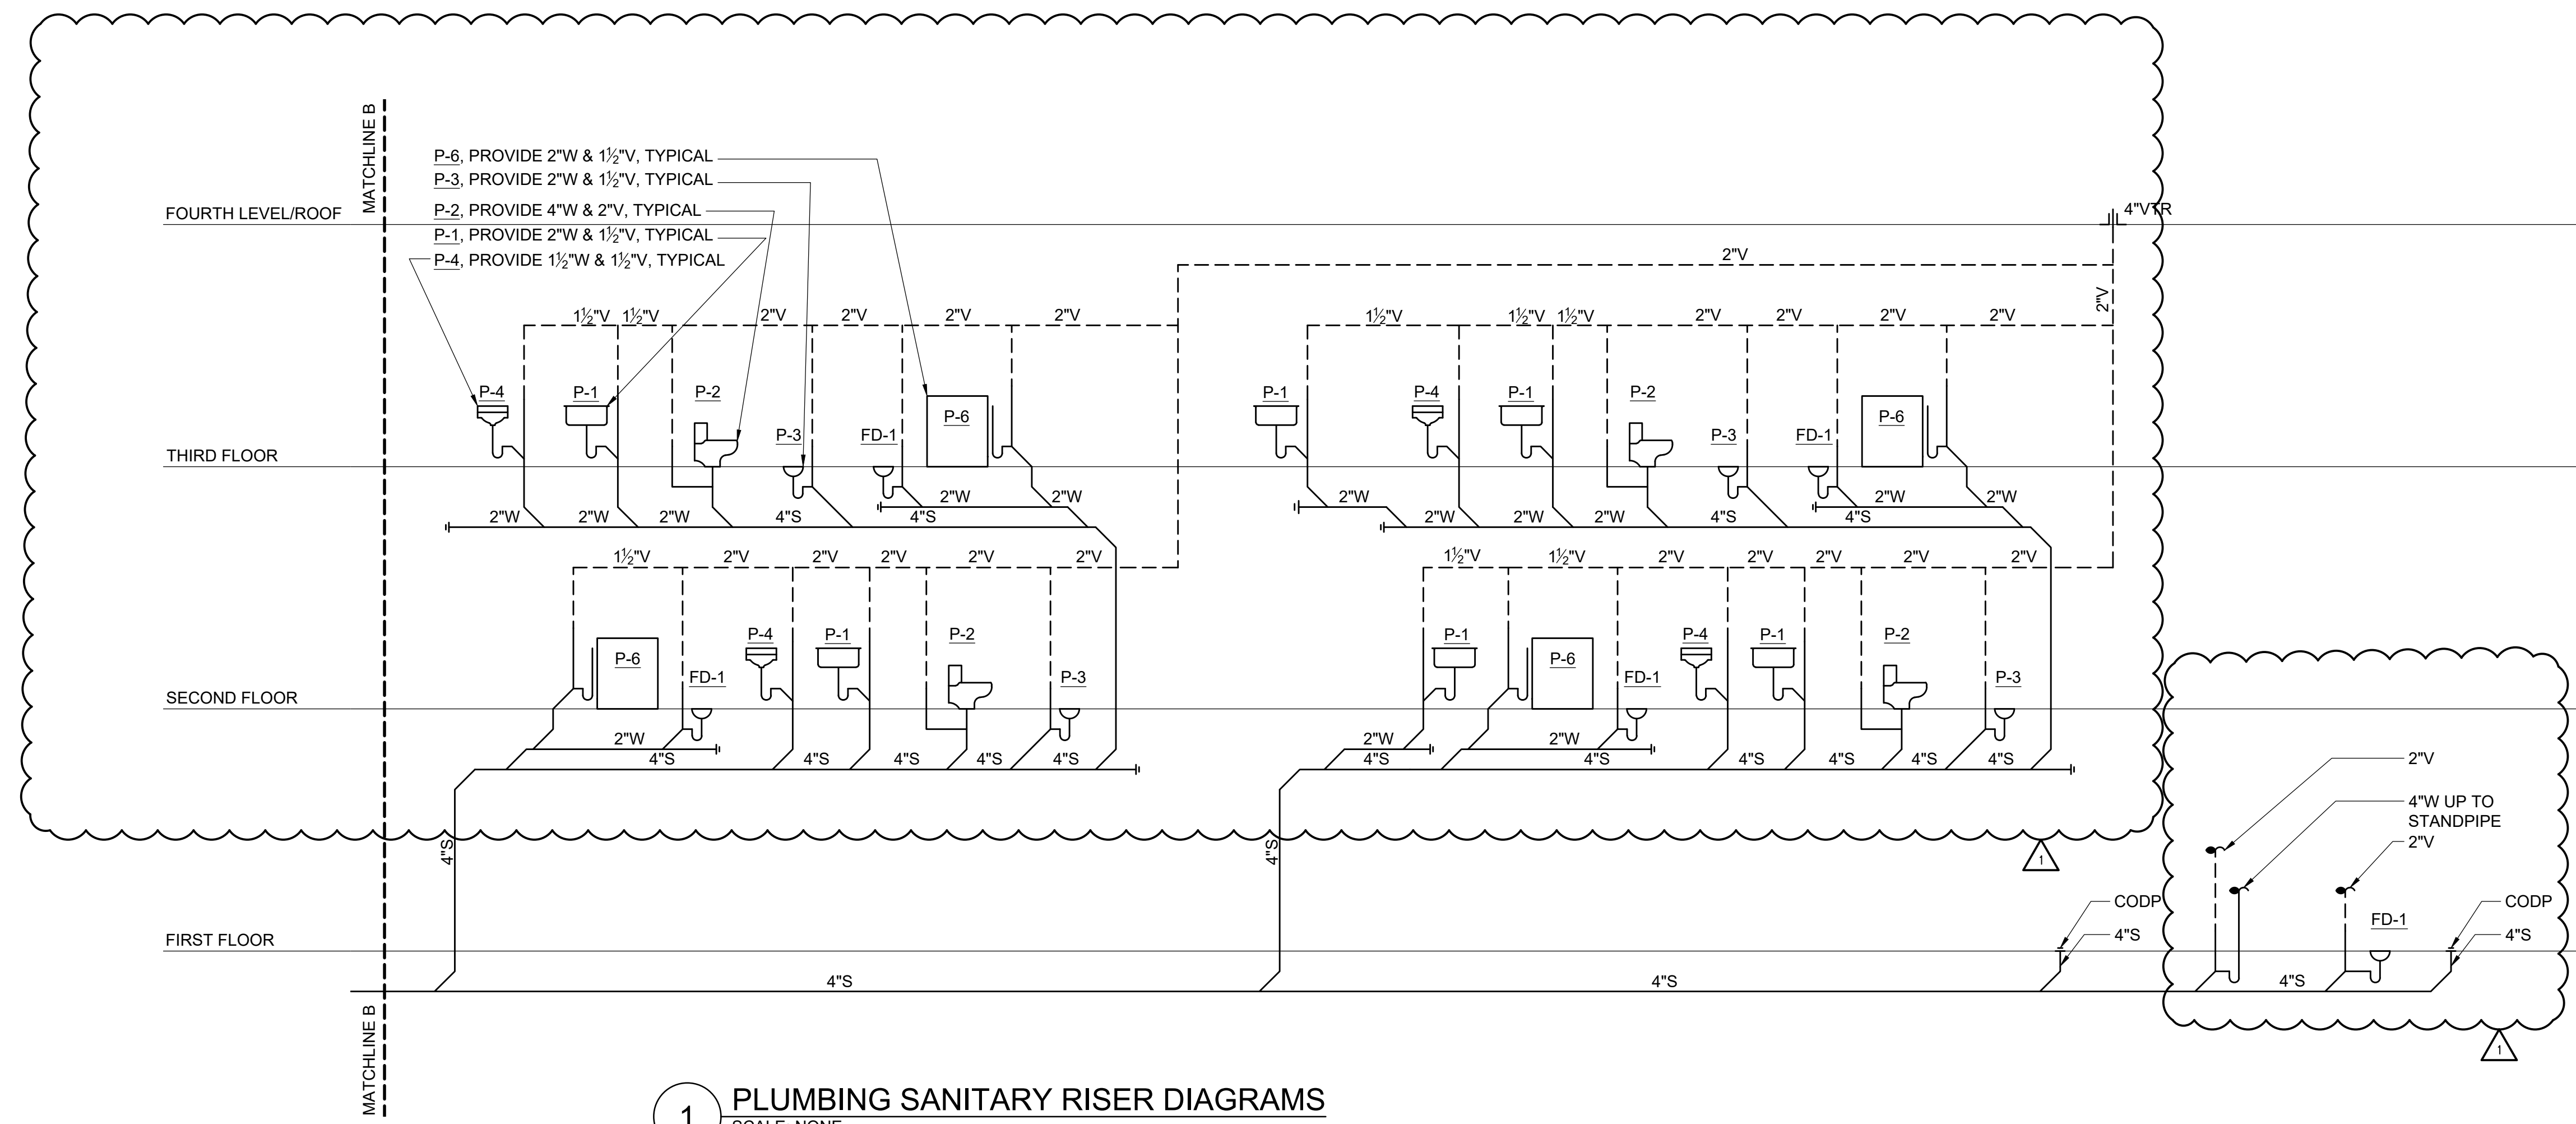 MATCHLINE B
P-6, PROVIDE 2"W & 1½"V, TYPICAL
P-3, PROVIDE 2"W & 1½"V, TYPICAL
P-2, PROVIDE 4"W & 2"V, TYPICAL
P-1, PROVIDE 2"W & 1½"V, TYPICAL
P-4, PROVIDE 1½"W & 1½"V, TYPICAL
FOURTH LEVEL/ROOF
4"VTR
2"V
2"V
1½"V 1½"V 2"V 2"V 2"V 2"V
1½"V 1½"V 1½"V 2"V 2"V 2"V 2"V
P-4 P-1 P-2 P-3 FD-1 P-6
P-1 P-4 P-1 P-2 P-3 FD-1 P-6
THIRD FLOOR
2"W 2"W
2"W 2"W 2"W 4"S 4"S
2"W 2"W 2"W
2"W 2"W 2"W 4"S 4"S
1½"V 2"V 2"V 2"V 2"V 2"V
1½"V 1½"V 2"V 2"V 2"V 2"V 2"V
P-6 FD-1 P-4 P-1 P-2 P-3
P-1 P-6 FD-1 P-4 P-1 P-2 P-3
SECOND FLOOR
2"W
4"S 4"S 4"S 4"S 4"S
2"W 2"W
4"S 4"S 4"S 4"S 4"S 4"S
4"S
4"S
1
2"V
4"W UP TO
STANDPIPE
2"V
CODP
4"S
FD-1
CODP
4"S
FIRST FLOOR
4"S
4"S
4"S
1
MATCHLINE B
1
PLUMBING SANITARY RISER DIAGRAMS
SCALE: NONE